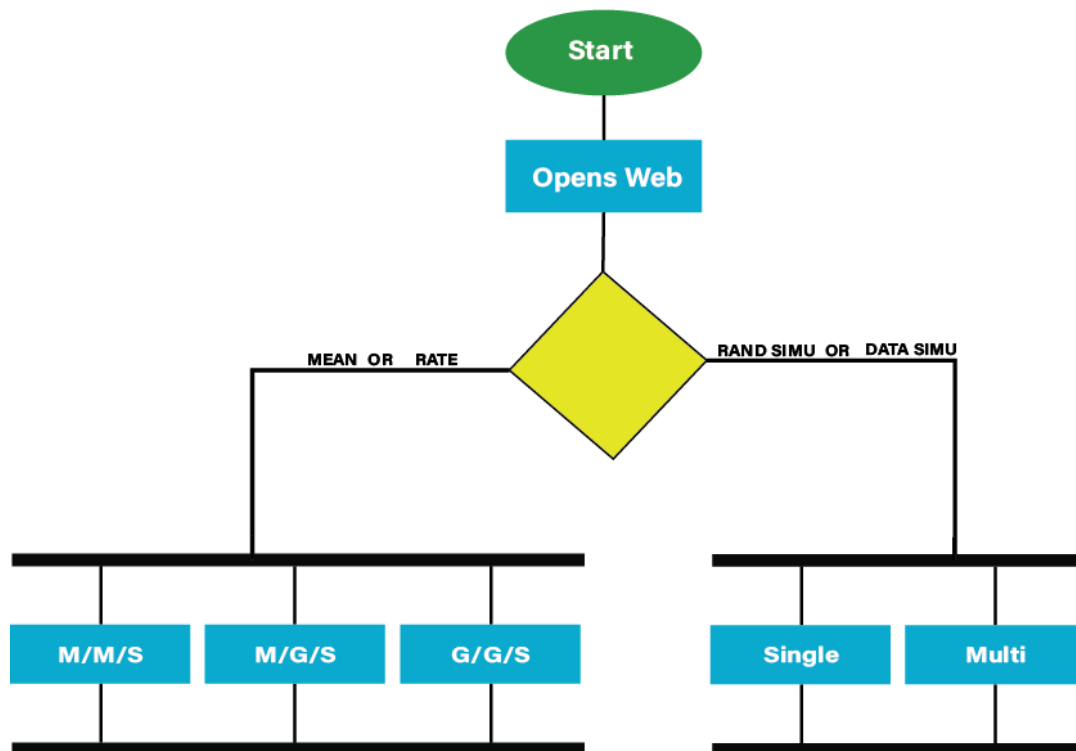 Start
Opens Web
MEAN OR RATE
RAND SIMU OR DATA SIMU
M/M/S
M/G/S
G/G/S
Single
Multi